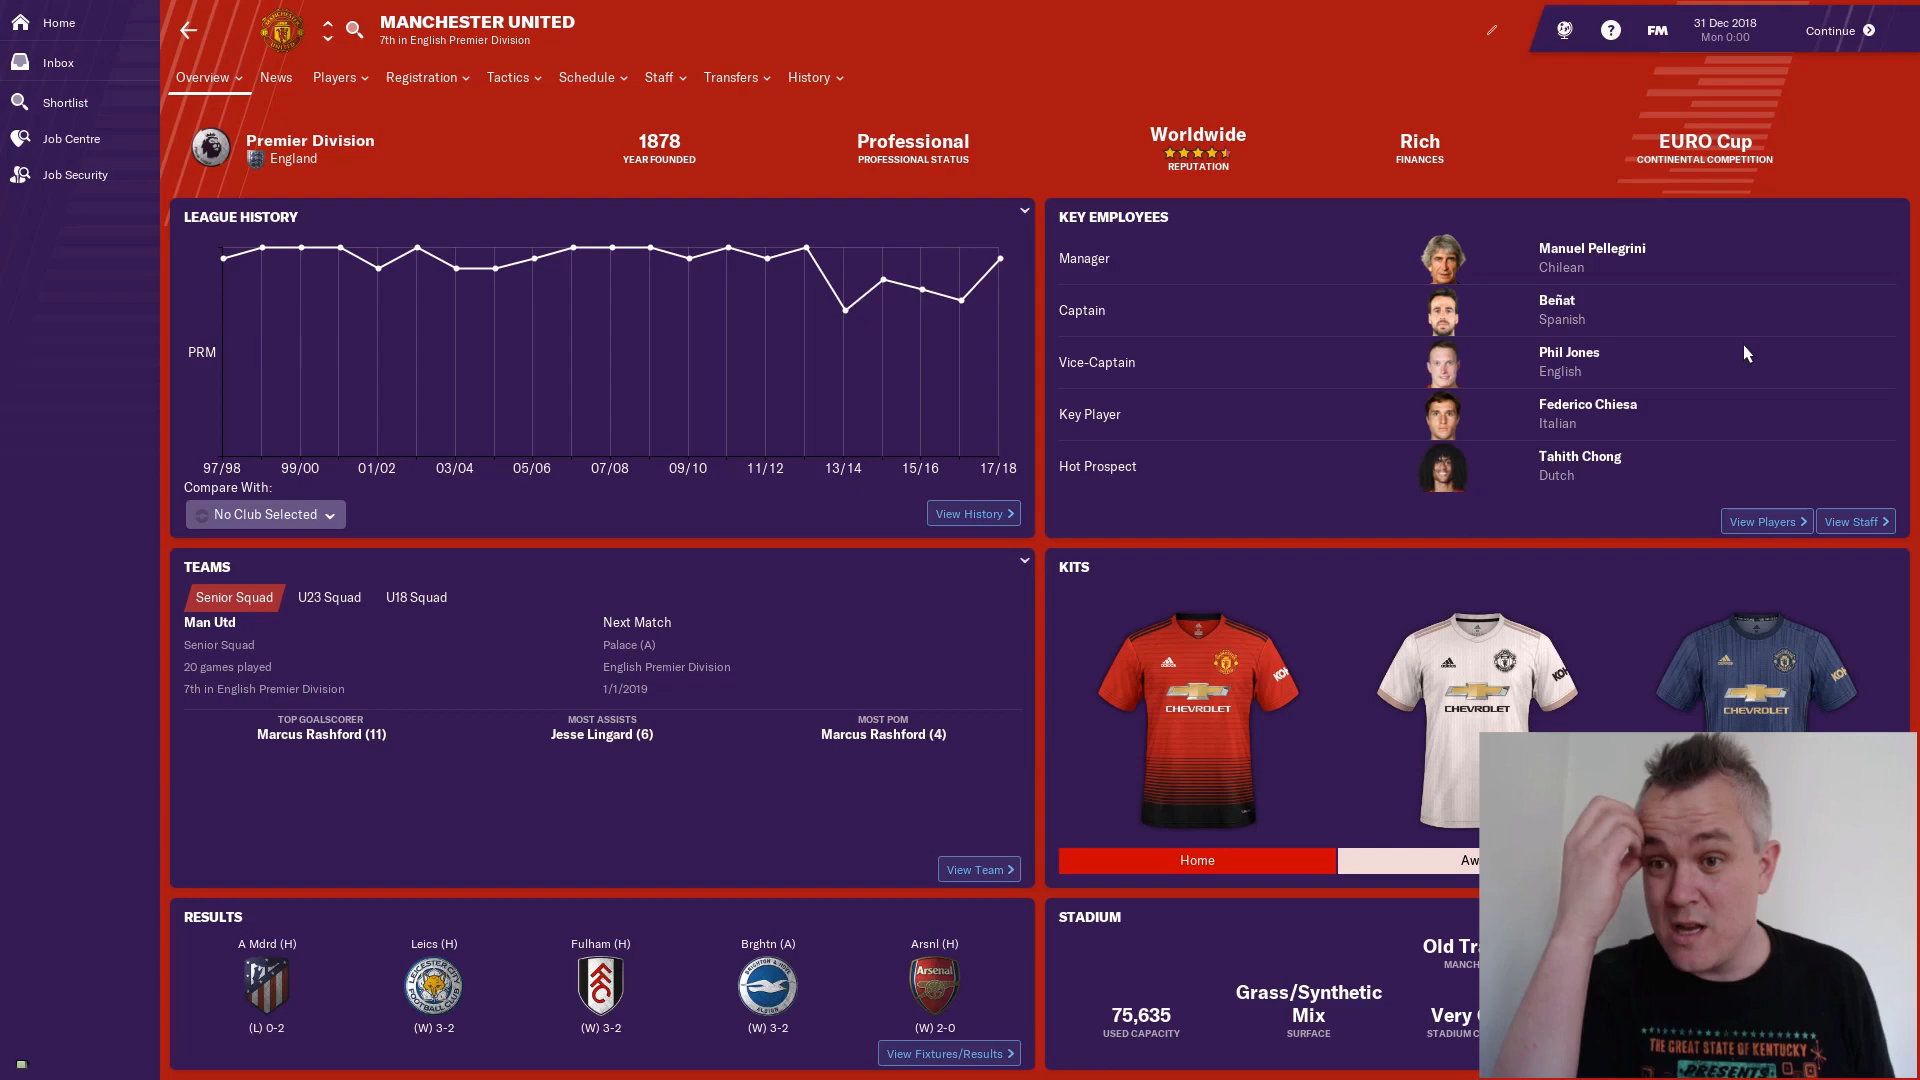 Home
Inbox
Shortlist
Job Centre
Job Security
MANCHESTER UNITED
7th in English Premier Division
FM
31 Dec 2018
Mon 0:00
Continue
Overview
News
Players
Registration
Tactics
Schedule
Staff
Transfers
History
Premier Division
England
1878
YEAR FOUNDED
Professional
PROFESSIONAL STATUS
Worldwide
REPUTATION
Rich
FINANCES
EURO Cup
CONTINENTAL COMPETITION
LEAGUE HISTORY
PRM
97/98 99/00 01/02 03/04 05/06 07/08 09/10 11/12 13/14 15/16 17/18
Compare With:
No Club Selected
View History
KEY EMPLOYEES
Manager
Manuel Pellegrini
Chilean
Captain
Beñat
Spanish
Vice-Captain
Phil Jones
English
Key Player
Federico Chiesa
Italian
Hot Prospect
Tahith Chong
Dutch
View Players
View Staff
TEAMS
Senior Squad
U23 Squad
U18 Squad
Man Utd
Senior Squad
20 games played
7th in English Premier Division
Next Match
Palace (A)
English Premier Division
1/1/2019
TOP GOALSCORER
Marcus Rashford (11)
MOST ASSISTS
Jesse Lingard (6)
MOST POM
Marcus Rashford (4)
View Team
KITS
CHEVROLET
CHEVROLET
CHEVROLET
Home
Aw
RESULTS
A Mdrd (H)
(L) 0-2
Leics (H)
(W) 3-2
Fulham (H)
(W) 3-2
Brghtn (A)
(W) 3-2
Arsnl (H)
Arsenal
(W) 2-0
View Fixtures/Results
STADIUM
Old Tra
MANCH
75,635
USED CAPACITY
Grass/Synthetic
Mix
SURFACE
Very
STADIUM C
THE GREAT STATE OF KENTUCKY
PRESENTS